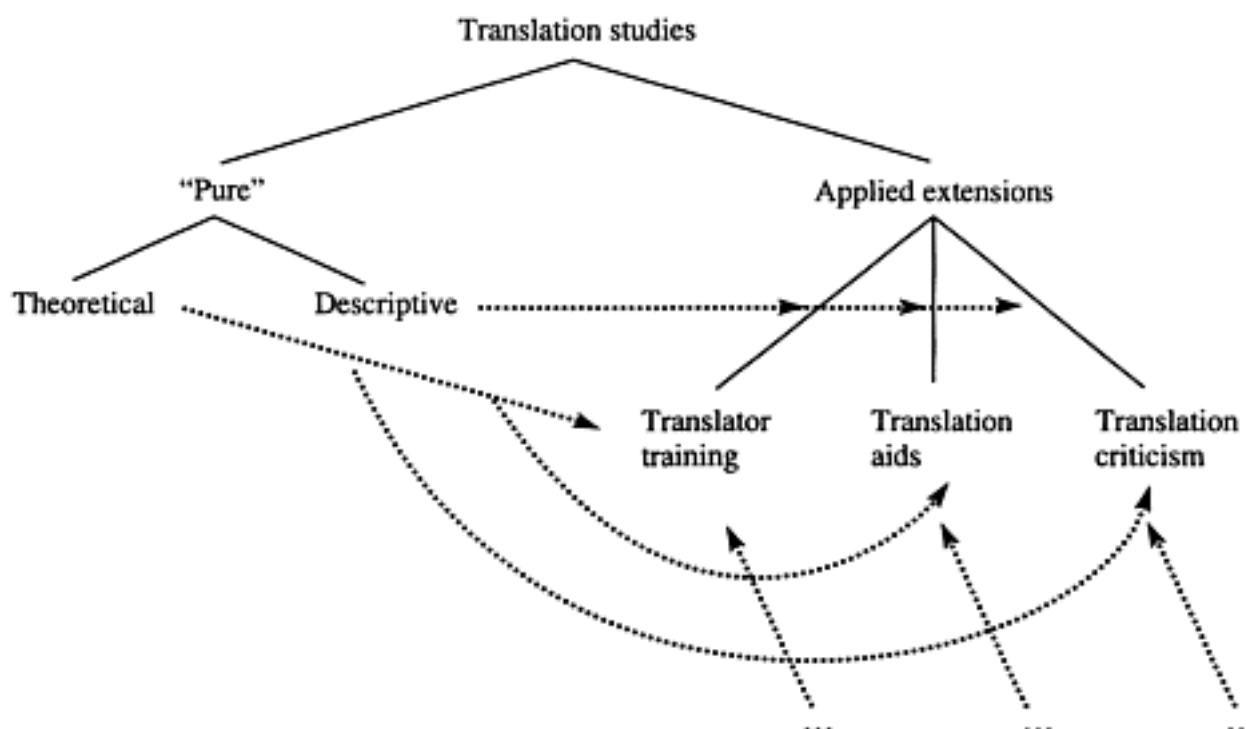 Translation studies
“Pure”
Applied extensions
Theoretical
Descriptive
Translator
training
Translation
aids
Translation
criticism